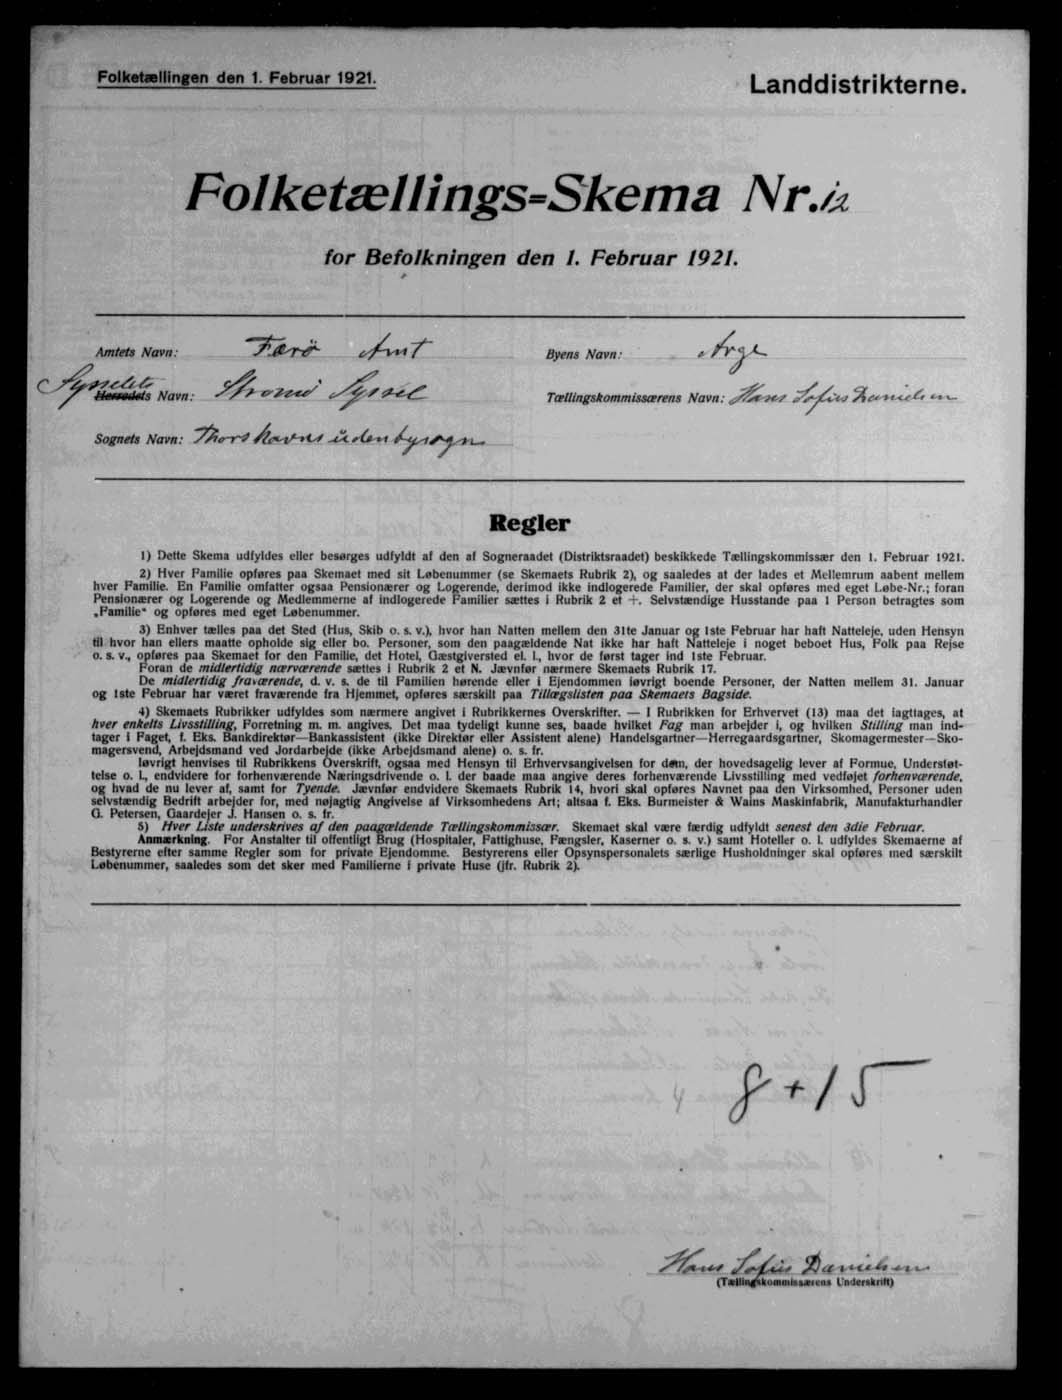 Folketællingen den 1. Februar 1921.
Landdistrikterne.
Folketællings=Skema Nr. 12
for Befolkningen den 1. Februar 1921.
Amtets Navn: Færö Amt
Byens Navn: Arge
Sysselets
Herredets Navn: Stromö Syssel
Tællingskommissærens Navn: Hans Sofus Danielsen
Sognets Navn: Thorshavns udenbysogn
Regler
1) Dette Skema udfyldes eller besørges udfyldt af den af Sogneraadet (Distriktsraadet) beskikkede Tællingskommissær den 1. Februar 1921.
2) Hver Familie opføres paa Skemaet med sit Løbenummer (se Skemaets Rubrik 2), og saaledes at der lades et Mellemrum aabent mellem
hver Familie. En Familie omfatter ogsaa Pensionærer og Logerende, derimod ikke indlogerede Familier, der skal opføres med eget Løbe-Nr.; foran
Pensionærer og Logerende og Medlemmerne af indlogerede Familier sættes i Rubrik 2 et +. Selvstændige Husstande paa 1 Person betragtes som
„Familie“ og opføres med eget Løbenummer.
3) Enhver tælles paa det Sted (Hus, Skib o. s. v.), hvor han Natten mellem den 31te Januar og 1ste Februar har haft Natteleje, uden Hensyn
til hvor han ellers maatte opholde sig eller bo. Personer, som den paagældende Nat ikke har haft Natteleje i noget beboet Hus, Folk paa Rejse
o. s. v., opføres paa Skemaet for den Familie, det Hotel, Gæstgiversted el. l., hvor de først tager ind 1ste Februar.
Foran de midlertidig nærværende sættes i Rubrik 2 et N. Jævnfør nærmere Skemaets Rubrik 17.
De midlertidig fraværende, d. v. s. de til Familien hørende eller i Ejendommen iøvrigt boende Personer, der Natten mellem 31. Januar
og 1ste Februar har været fraværende fra Hjemmet, opføres særskilt paa Tillægslisten paa Skemaets Bagside.
4) Skemaets Rubrikker udfyldes som nærmere angivet i Rubrikkernes Overskrifter. — I Rubrikken for Erhvervet (13) maa det iagttages, at
hver enkelts Livsstilling, Forretning m. m. angives. Det maa tydeligt kunne ses, baade hvilket Fag man arbejder i, og hvilken Stilling man ind-
tager i Faget, f. Eks. Bankdirektør—Bankassistent (ikke Direktør eller Assistent alene) Handelsgartner—Herregaardsgartner, Skomagermester—Sko-
magersvend, Arbejdsmand ved Jordarbejde (ikke Arbejdsmand alene) o. s. fr.
Iøvrigt henvises til Rubrikkens Overskrift, ogsaa med Hensyn til Erhvervsangivelsen for dem, der hovedsagelig lever af Formue, Understøt-
telse o. l., endvidere for forhenværende Næringsdrivende o. l. der baade maa angive deres forhenværende Livsstilling med vedføjet forhenværende,
og hvad de nu lever af, samt for Tyende. Jævnfør endvidere Skemaets Rubrik 14, hvori skal opføres Navnet paa den Virksomhed, Personer uden
selvstændig Bedrift arbejder for, med nøjagtig Angivelse af Virksomhedens Art; altsaa f. Eks. Burmeister & Wains Maskinfabrik, Manufakturhandler
G. Petersen, Gaardejer J. Hansen o. s. fr.
5) Hver Liste underskrives af den paagældende Tællingskommissær. Skemaet skal være færdig udfyldt senest den 3die Februar.
Anmærkning. For Anstalter til offentligt Brug (Hospitaler, Fattighuse, Fængsler, Kaserner o. s. v.) samt Hoteller o. l. udfyldes Skemaerne af
Bestyrerne efter samme Regler som for private Ejendomme. Bestyrerens eller Opsynspersonalets særlige Husholdninger skal opføres med særskilt
Løbenummer, saaledes som det sker med Familierne i private Huse (jfr. Rubrik 2).
8 + 15
Hans Sofus Danielsen
(Tællingskommissærens Underskrift)